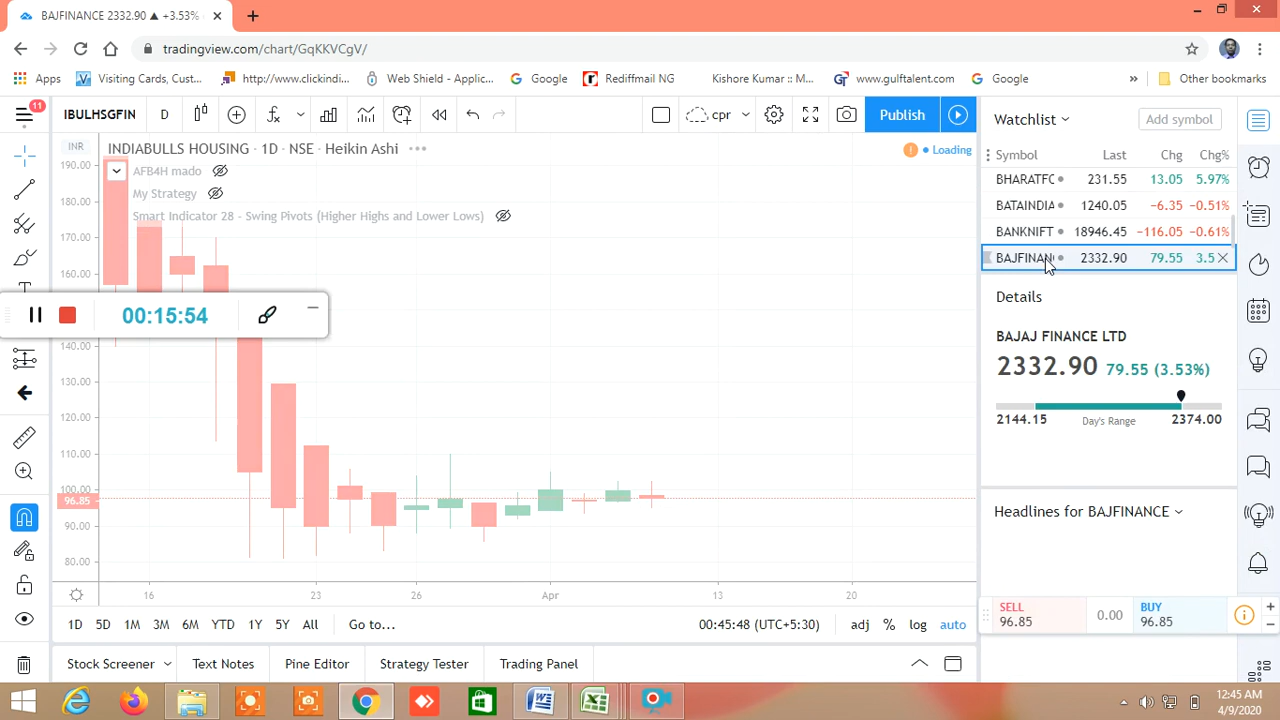 BAJFINANCE 2332.90 ▲ +3.53%
tradingview.com/chart/GqKKVCgV/
Apps Visiting Cards, Cust... http://www.clickindi... Web Shield - Applic... Google Rediffmail NG Kishore Kumar :: M... www.gulftalent.com Google » Other bookmarks
11 IBULHSGFIN D cpr Publish
Watchlist Add symbol
INR INDIABULLS HOUSING · 1D · NSE · Heikin Ashi ••• Loading
Symbol Last Chg Chg%
AFB4H mado
My Strategy
Smart Indicator 28 - Swing Pivots (Higher Highs and Lower Lows)
BHARATFC 231.55 13.05 5.97%
BATAINDIA 1240.05 −6.35 −0.51%
BANKNIFT 18946.45 −116.05 −0.61%
BAJFINAN 2332.90 79.55 3.5
190.00
180.00
170.00
160.00
140.00
130.00
120.00
110.00
100.00
96.85
90.00
80.00
00:15:54
Details
BAJAJ FINANCE LTD
2332.90 79.55 (3.53%)
2144.15 Day's Range 2374.00
Headlines for BAJFINANCE
16 23 26 Apr 13 20
SELL 96.85 0.00 BUY 96.85
1D 5D 1M 3M 6M YTD 1Y 5Y All Go to... 00:45:48 (UTC+5:30) adj % log auto
Stock Screener Text Notes Pine Editor Strategy Tester Trading Panel
12:45 AM
4/9/2020